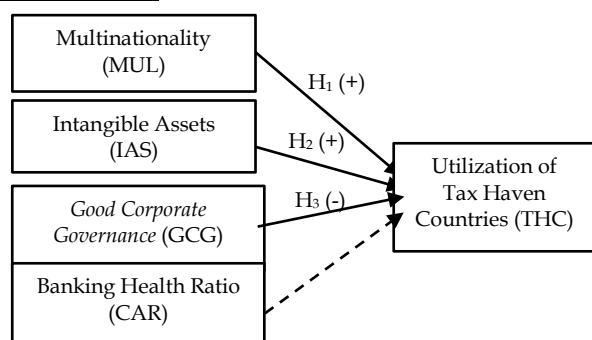 Multinationality
(MUL)
H₁ (+)
Intangible Assets
(IAS)
H₂ (+)
Utilization of
Tax Haven
Countries (THC)
Good Corporate
Governance (GCG)
H₃ (-)
Banking Health Ratio
(CAR)